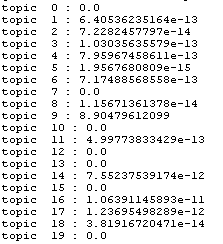 topic  0 : 0.0
topic  1 : 6.40536235164e-13
topic  2 : 7.2282457797e-14
topic  3 : 1.03035635579e-13
topic  4 : 7.95967458611e-13
topic  5 : 1.9567680809e-15
topic  6 : 7.17488568558e-13
topic  7 : 0.0
topic  8 : 1.15671361378e-14
topic  9 : 8.90479612099
topic  10 : 0.0
topic  11 : 4.99773833429e-13
topic  12 : 0.0
topic  13 : 0.0
topic  14 : 7.55237539174e-12
topic  15 : 0.0
topic  16 : 1.06391145893e-11
topic  17 : 1.23695498289e-12
topic  18 : 3.81916720471e-14
topic  19 : 0.0